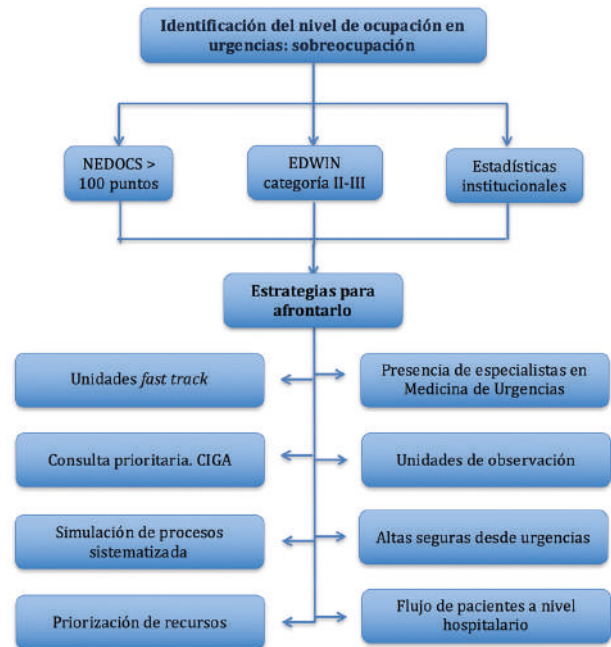 Identificación del nivel de ocupación en
urgencias: sobreocupación
NEDOCS >
100 puntos
EDWIN
categoría II-III
Estadísticas
institucionales
Estrategias para
afrontarlo
Unidades fast track
Presencia de especialistas en
Medicina de Urgencias
Consulta prioritaria. CIGA
Unidades de observación
Simulación de procesos
sistematizada
Altas seguras desde urgencias
Priorización de recursos
Flujo de pacientes a nivel
hospitalario